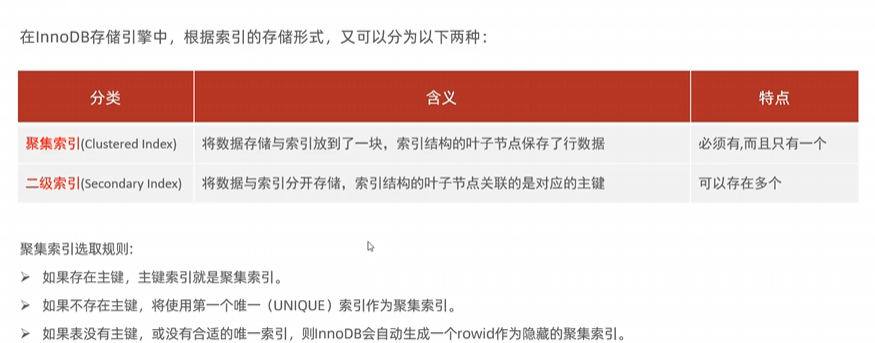 在InnoDB存储引擎中，根据索引的存储形式，又可以分为以下两种：
分类 含义 特点
聚集索引(Clustered Index) 将数据存储与索引放到了一块，索引结构的叶子节点保存了行数据 必须有,而且只有一个
二级索引(Secondary Index) 将数据与索引分开存储，索引结构的叶子节点关联的是对应的主键 可以存在多个
聚集索引选取规则:
➢ 如果存在主键，主键索引就是聚集索引。
➢ 如果不存在主键，将使用第一个唯一（UNIQUE）索引作为聚集索引。
➢ 如果表没有主键，或没有合适的唯一索引，则InnoDB会自动生成一个rowid作为隐藏的聚集索引。